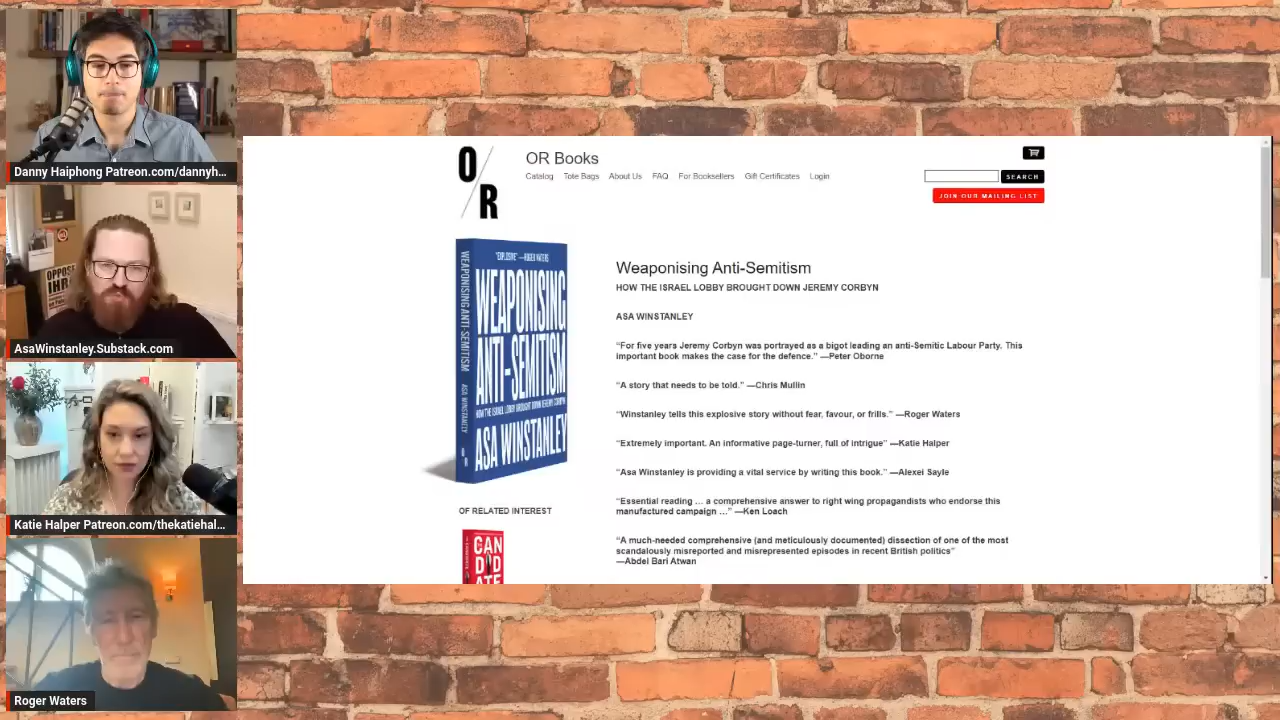 Danny Haiphong Patreon.com/dannyh...
OPPOSE
AsaWinstanley.Substack.com
Katie Halper Patreon.com/thekatiehal...
Roger Waters
O/R
OR Books
Catalog Tote Bags About Us FAQ For Booksellers Gift Certificates Login
SEARCH
JOIN OUR MAILING LIST
"EXPLOSIVE" —ROGER WATERS
WEAPONISING
ANTI-SEMITISM
HOW THE ISRAEL LOBBY BROUGHT DOWN JEREMY CORBYN
ASA WINSTANLEY
WEAPONISING ANTI-SEMITISM ASA WINSTANLEY
OF RELATED INTEREST
CAN
DID
ATE
Weaponising Anti-Semitism
HOW THE ISRAEL LOBBY BROUGHT DOWN JEREMY CORBYN
ASA WINSTANLEY
“For five years Jeremy Corbyn was portrayed as a bigot leading an anti-Semitic Labour Party. This
important book makes the case for the defence.” —Peter Oborne
“A story that needs to be told.” —Chris Mullin
“Winstanley tells this explosive story without fear, favour, or frills.” —Roger Waters
“Extremely important. An informative page-turner, full of intrigue” —Katie Halper
“Asa Winstanley is providing a vital service by writing this book.” —Alexei Sayle
“Essential reading … a comprehensive answer to right wing propagandists who endorse this
manufactured campaign …” —Ken Loach
“A much-needed comprehensive (and meticulously documented) dissection of one of the most
scandalously misreported and misrepresented episodes in recent British politics”
—Abdel Bari Atwan